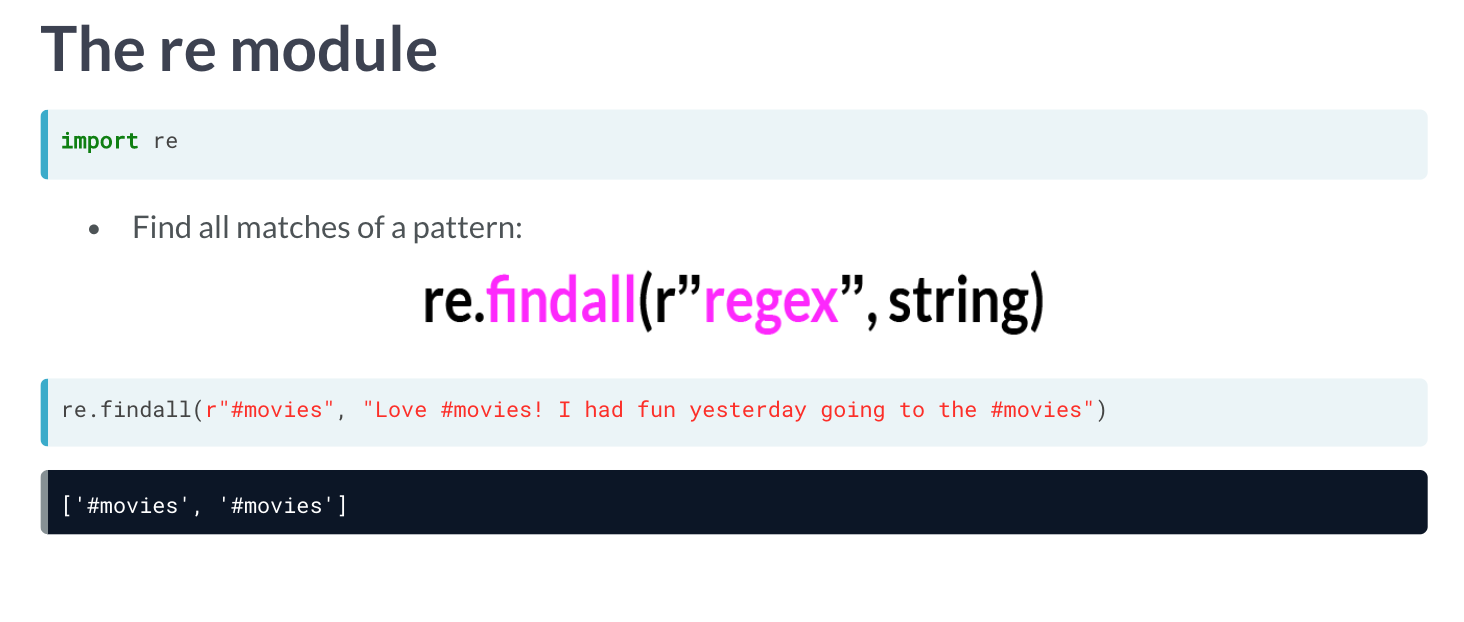 The re module
import re
• Find all matches of a pattern:
re.findall(r”regex”, string)
re.findall(r"#movies", "Love #movies! I had fun yesterday going to the #movies")
['#movies', '#movies']